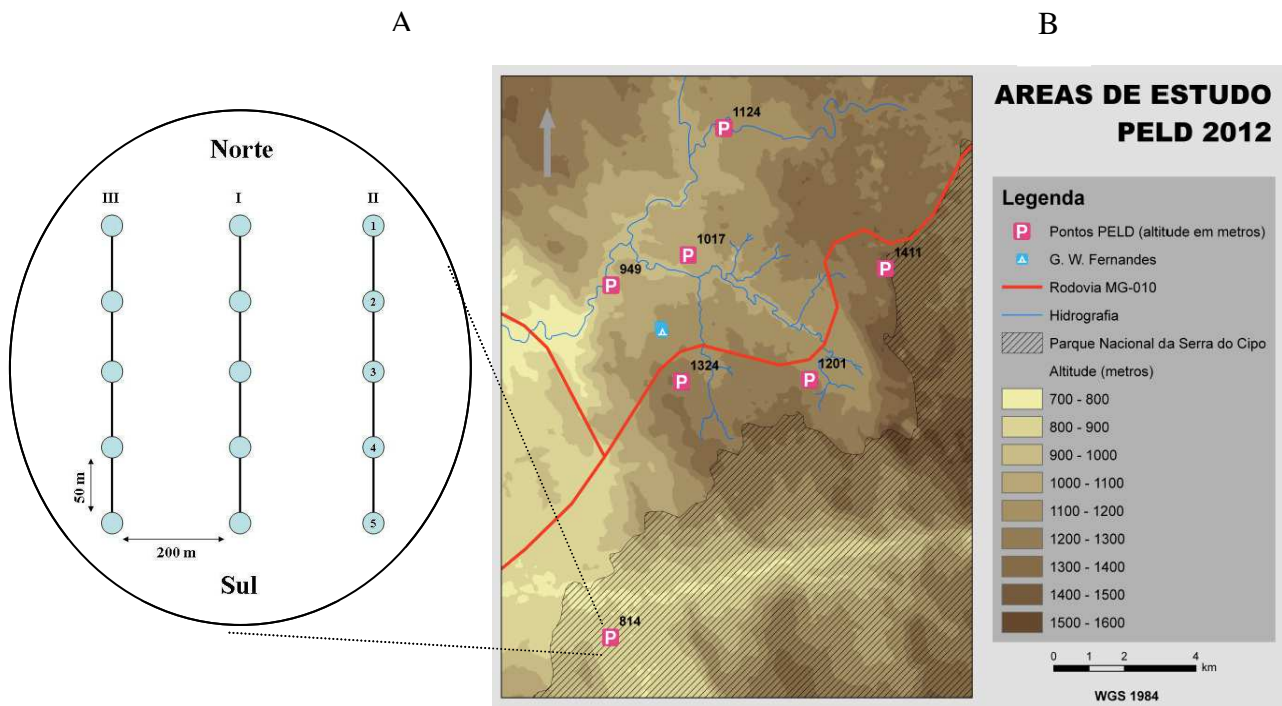 A
B
Norte
III
I
II
1
2
3
4
5
50 m
200 m
Sul
1124
1017
949
1411
1324
1201
814
AREAS DE ESTUDO
PELD 2012
Legenda
P Pontos PELD (altitude em metros)
G. W. Fernandes
Rodovia MG-010
Hidrografia
Parque Nacional da Serra do Cipo
Altitude (metros)
700 - 800
800 - 900
900 - 1000
1000 - 1100
1100 - 1200
1200 - 1300
1300 - 1400
1400 - 1500
1500 - 1600
0 1 2 4
km
WGS 1984
P
P
P
P
P
P
P